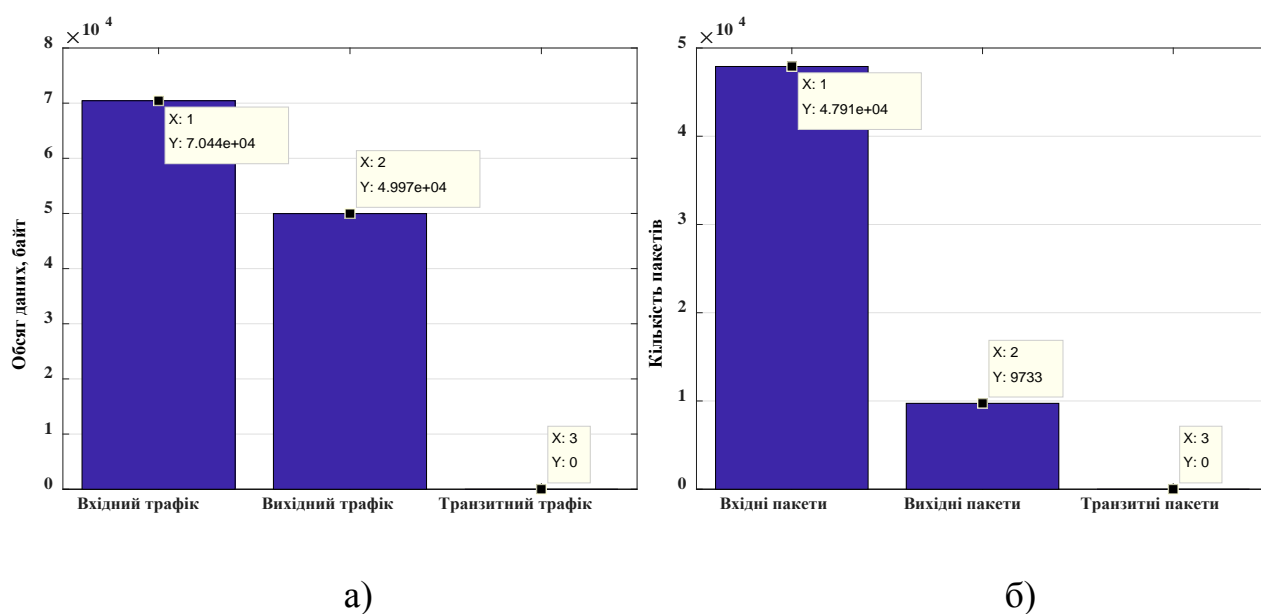 ×10 4
8
7
6
5
4
3
2
1
0
Обсяг даних, байт
X: 1
Y: 7.044e+04
X: 2
Y: 4.997e+04
X: 3
Y: 0
Вхідний трафік
Вихідний трафік
Транзитний трафік
а)
×10 4
5
4
3
2
1
0
Кількість пакетів
X: 1
Y: 4.791e+04
X: 2
Y: 9733
X: 3
Y: 0
Вхідні пакети
Вихідні пакети
Транзитні пакети
б)